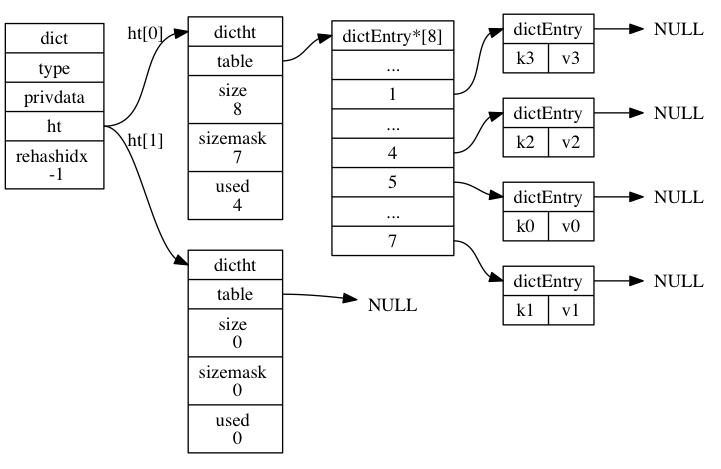 dict
type
privdata
ht
rehashidx
-1
ht[0]
ht[1]
dictht
table
size
8
sizemask
7
used
4
dictht
table
size
0
sizemask
0
used
0
NULL
dictEntry*[8]
...
1
...
4
5
...
7
dictEntry
k3 v3
NULL
dictEntry
k2 v2
NULL
dictEntry
k0 v0
NULL
dictEntry
k1 v1
NULL